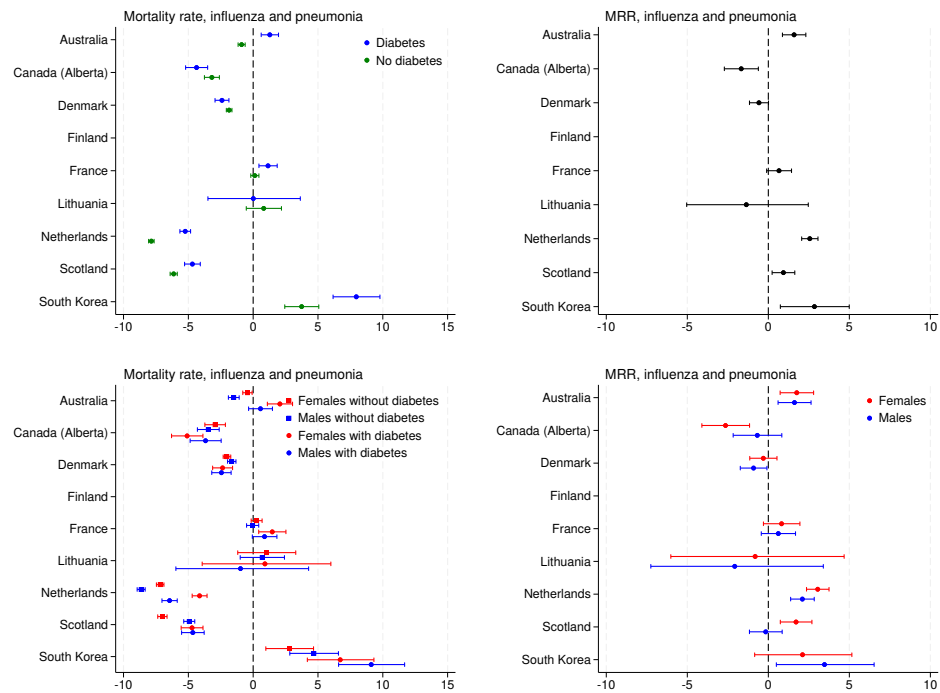 Mortality rate, influenza and pneumonia
Australia
Canada (Alberta)
Denmark
Finland
France
Lithuania
Netherlands
Scotland
South Korea
Diabetes
No diabetes
-10 -5 0 5 10 15
MRR, influenza and pneumonia
Australia
Canada (Alberta)
Denmark
Finland
France
Lithuania
Netherlands
Scotland
South Korea
-10 -5 0 5 10
Mortality rate, influenza and pneumonia
Australia
Canada (Alberta)
Denmark
Finland
France
Lithuania
Netherlands
Scotland
South Korea
Females without diabetes
Males without diabetes
Females with diabetes
Males with diabetes
-10 -5 0 5 10 15
MRR, influenza and pneumonia
Australia
Canada (Alberta)
Denmark
Finland
France
Lithuania
Netherlands
Scotland
South Korea
Females
Males
-10 -5 0 5 10